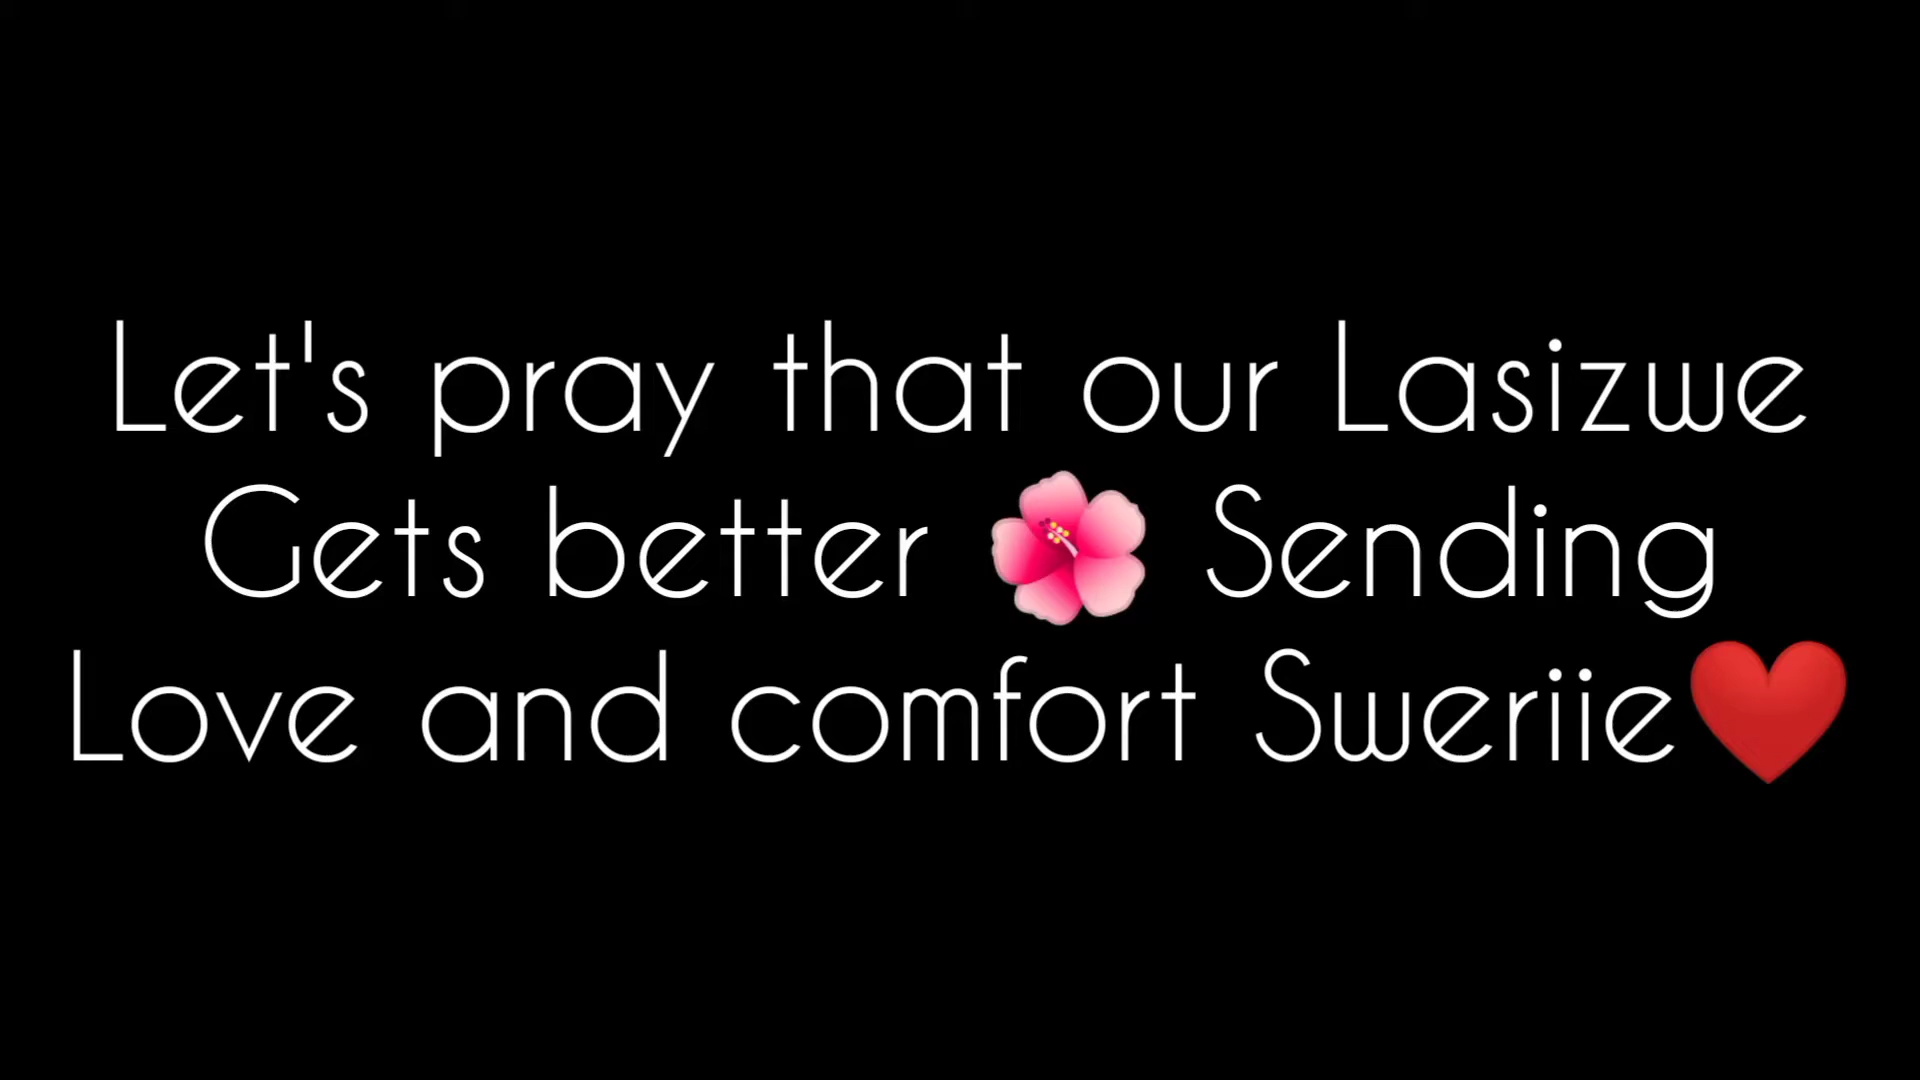 Let's pray that our Lasizwe
Gets better 🌺 Sending
Love and comfort Sweriie❤️